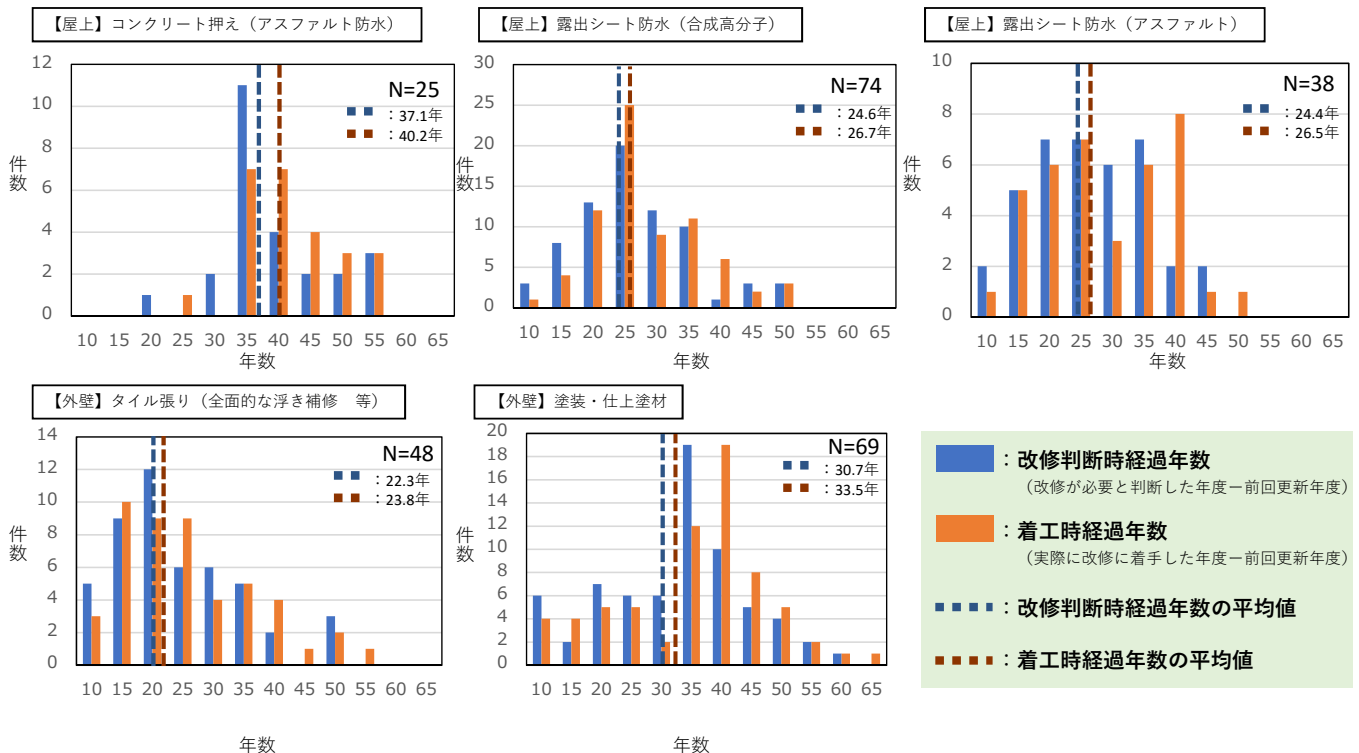 【屋上】コンクリート押え（アスファルト防水）
N=25
：37.1年
：40.2年
件数
12
10
8
6
4
2
0
10 15 20 25 30 35 40 45 50 55 60 65
年数
【屋上】露出シート防水（合成高分子）
N=74
：24.6年
：26.7年
件数
30
25
20
15
10
5
0
10 15 20 25 30 35 40 45 50 55 60 65
年数
【屋上】露出シート防水（アスファルト）
N=38
：24.4年
：26.5年
件数
10
8
6
4
2
0
10 15 20 25 30 35 40 45 50 55 60 65
年数
【外壁】タイル張り（全面的な浮き補修　等）
N=48
：22.3年
：23.8年
件数
14
12
10
8
6
4
2
0
10 15 20 25 30 35 40 45 50 55 60 65
年数
【外壁】塗装・仕上塗材
N=69
：30.7年
：33.5年
件数
20
18
16
14
12
10
8
6
4
2
0
10 15 20 25 30 35 40 45 50 55 60 65
年数
：改修判断時経過年数
（改修が必要と判断した年度ー前回更新年度）
：着工時経過年数
（実際に改修に着手した年度ー前回更新年度）
：改修判断時経過年数の平均値
：着工時経過年数の平均値